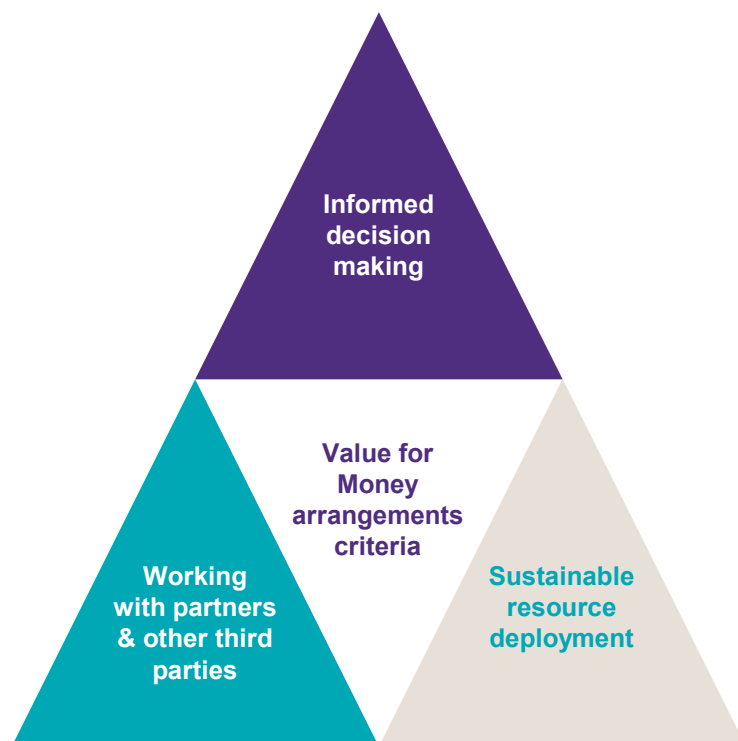 Informed
decision
making
Value for
Money
arrangements
criteria
Working
with partners
& other third
parties
Sustainable
resource
deployment